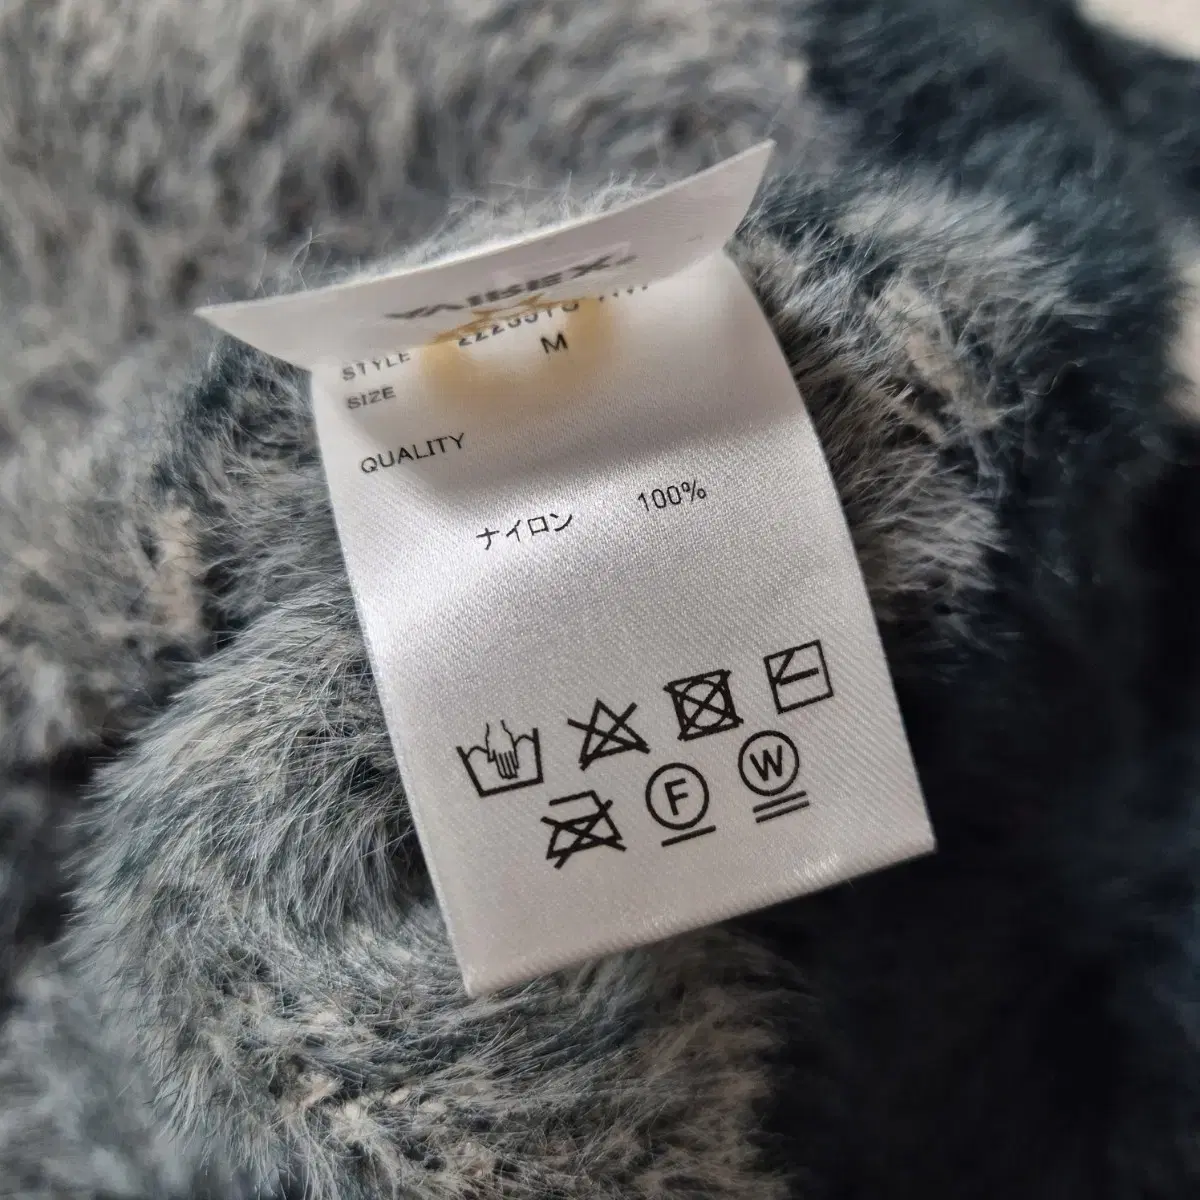 STYLE
M
SIZE
QUALITY
ナイロン 100%
F
W